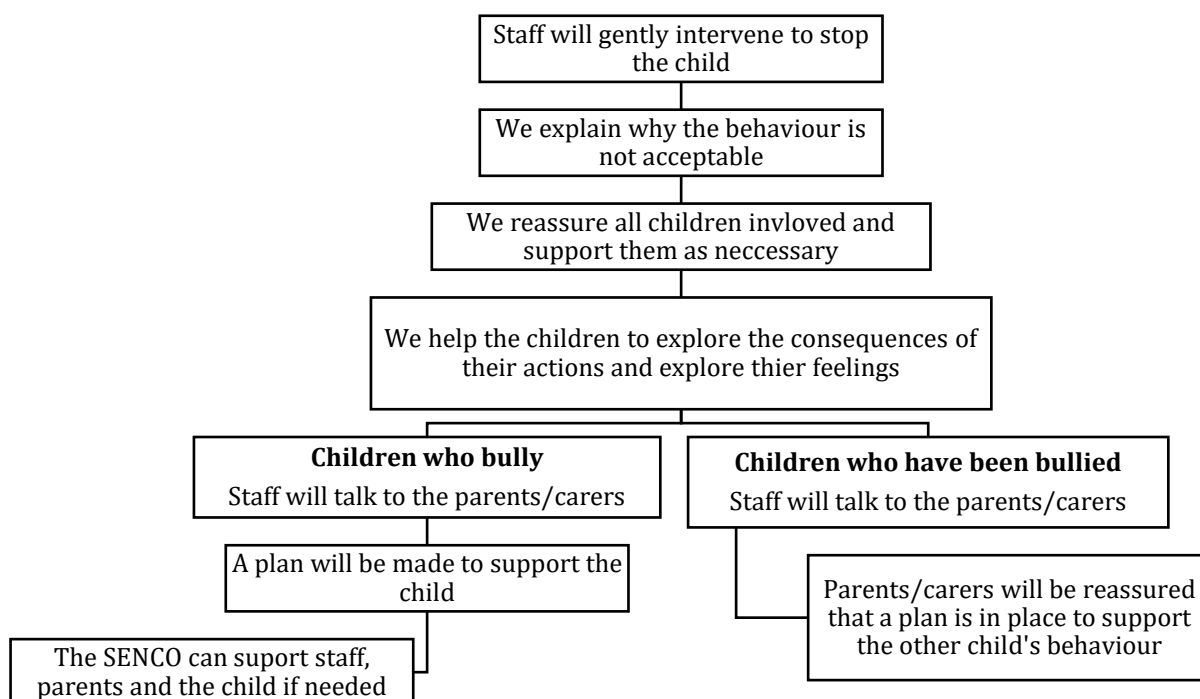 Staff will gently intervene to stop
the child
We explain why the behaviour is
not acceptable
We reassure all children invloved and
support them as neccessary
We help the children to explore the consequences of
their actions and explore thier feelings
Children who bully
Staff will talk to the parents/carers
A plan will be made to support the
child
The SENCO can suport staff,
parents and the child if needed
Children who have been bullied
Staff will talk to the parents/carers
Parents/carers will be reassured
that a plan is in place to support
the other child's behaviour